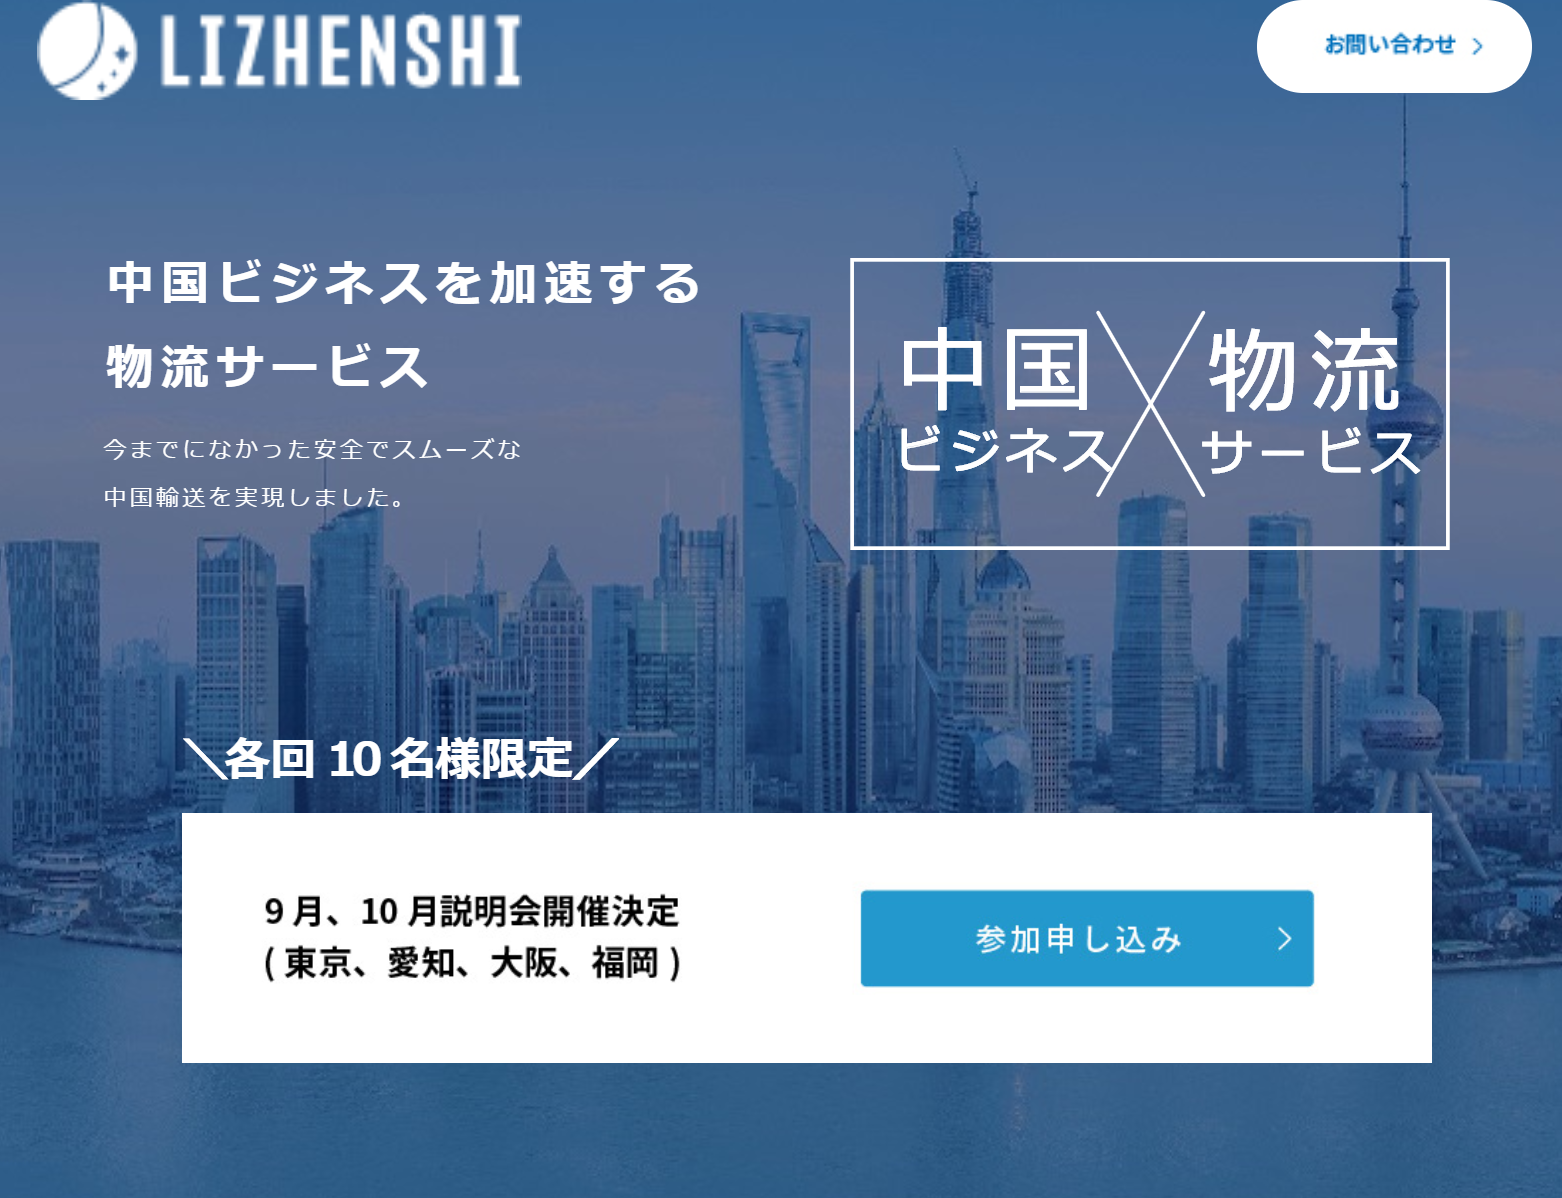 LIZHENSHI
お問い合わせ
中国ビジネスを加速する
物流サービス
今までになかった安全でスムーズな
中国輸送を実現しました。
中国 物流
ビジネス サービス
＼各回 10 名様限定／
9 月、10 月説明会開催決定
( 東京、愛知、大阪、福岡 )
参加申し込み